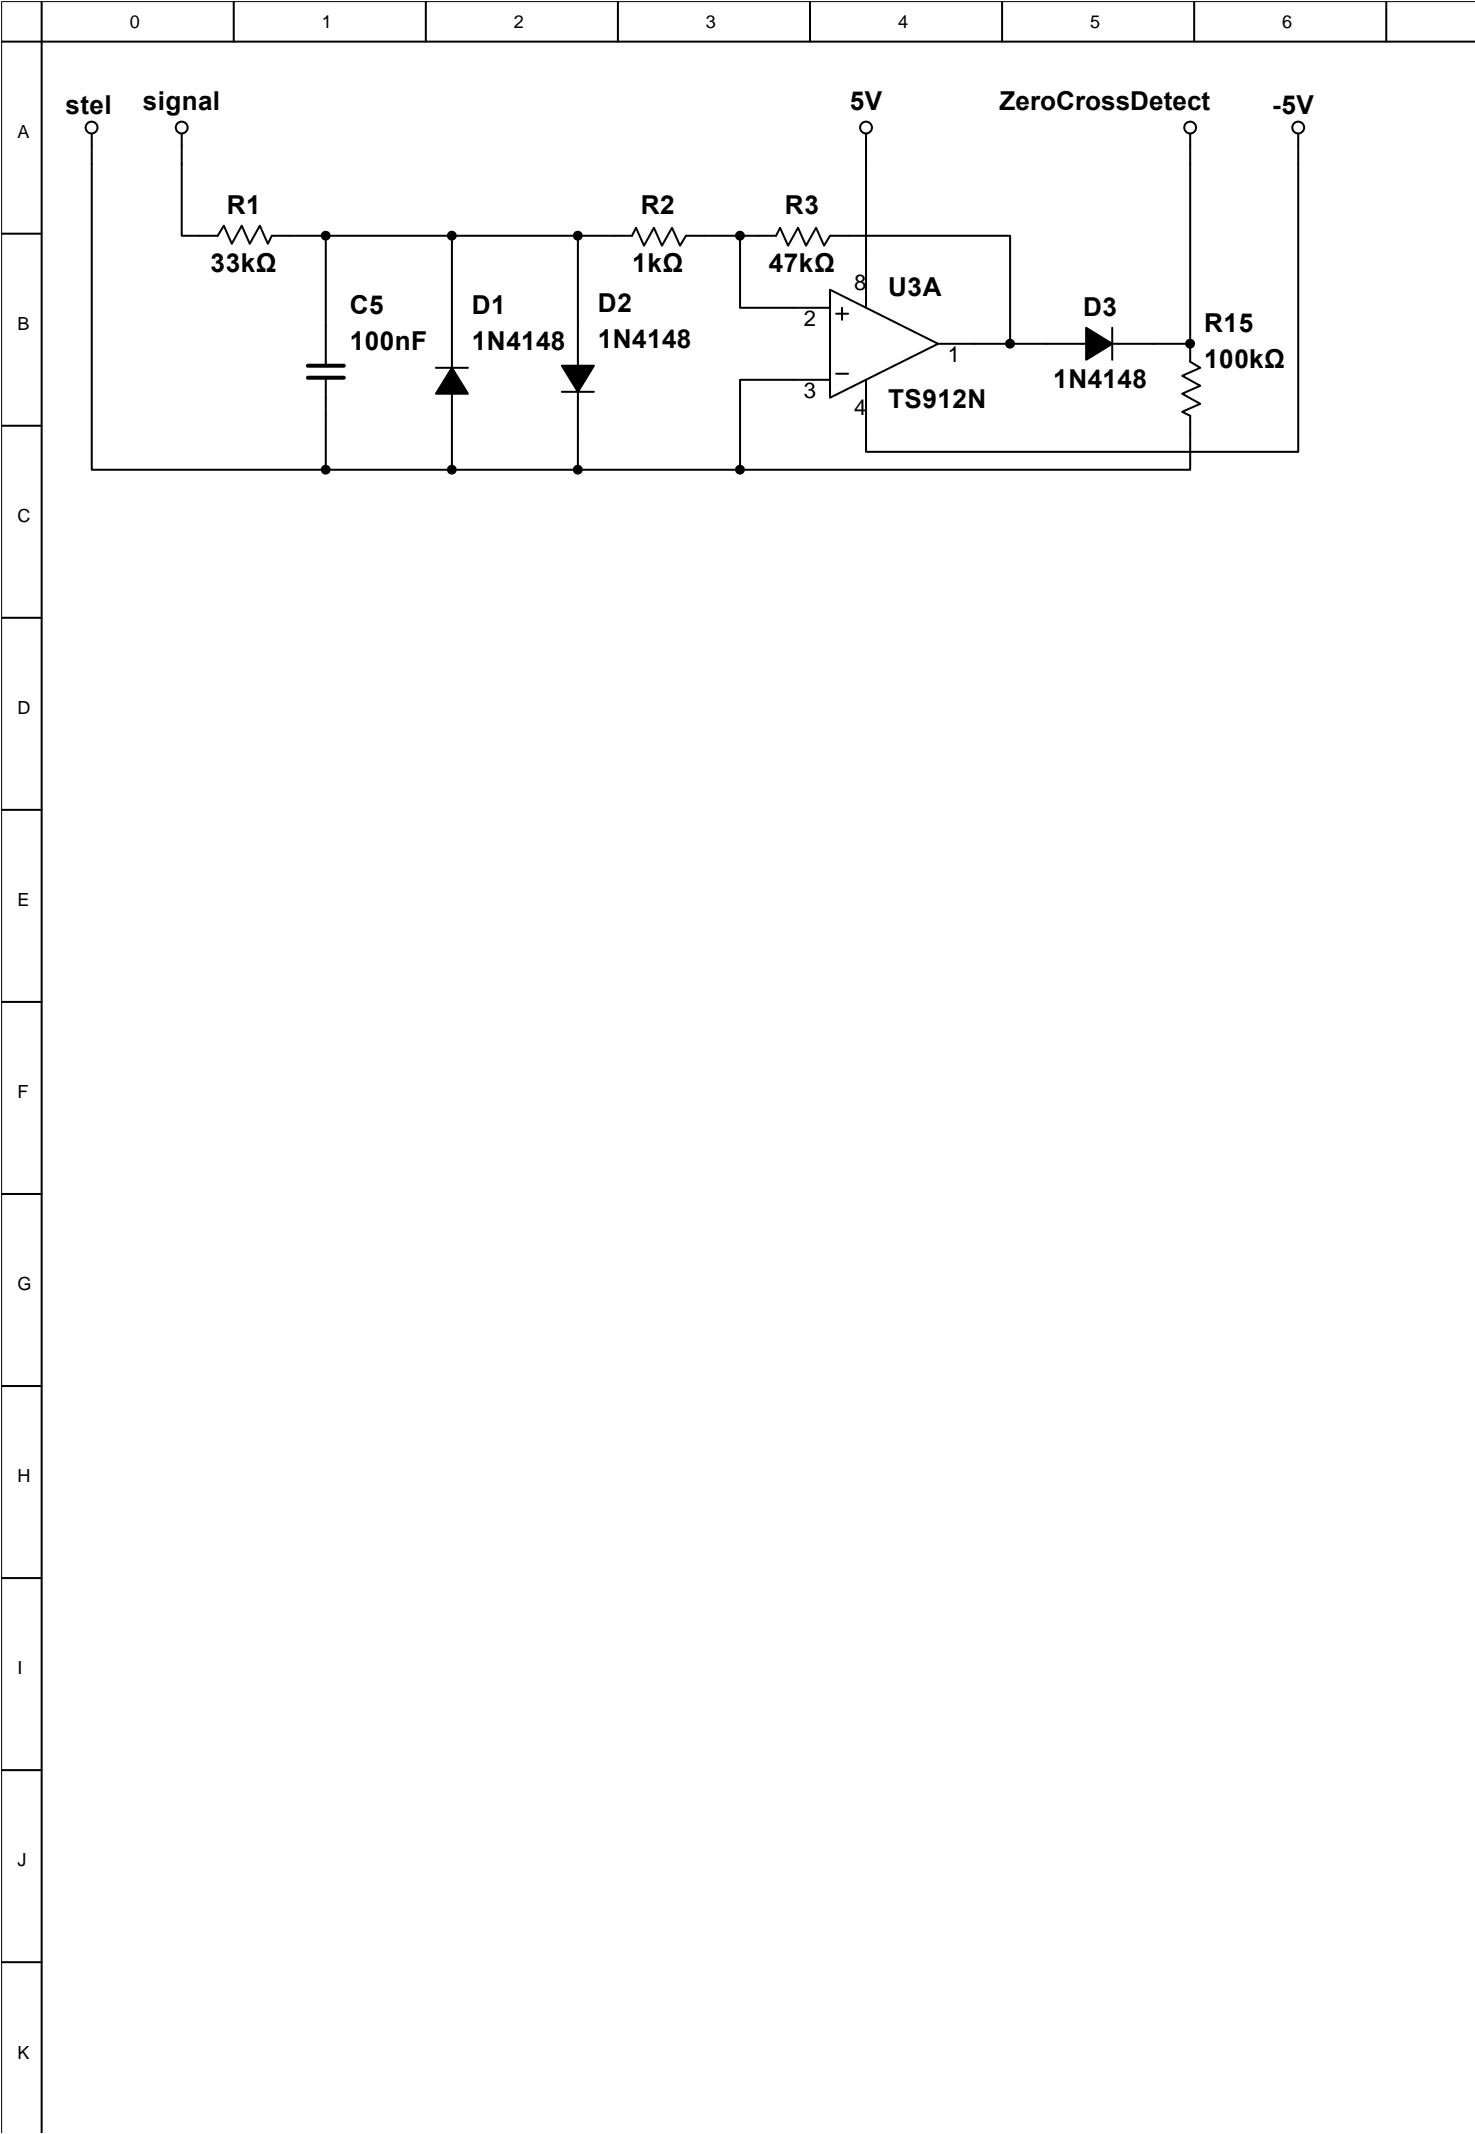 0 1 2 3 4 5 6
A
B
C
D
E
F
G
H
I
J
K
stel
signal
5V
ZeroCrossDetect
-5V
R1
33kΩ
C5
100nF
D1
1N4148
D2
1N4148
R2
1kΩ
R3
47kΩ
8
U3A
2
+
3
−
1
4
TS912N
D3
1N4148
R15
100kΩ